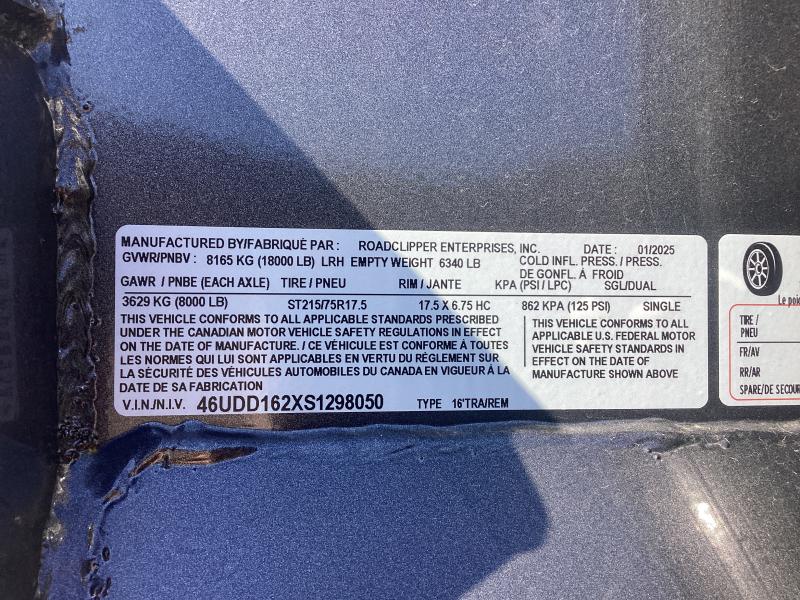 MANUFACTURED BY/FABRIQUÉ PAR : ROADCLIPPER ENTERPRISES, INC. DATE : 01/2025
GVWR/PNBV : 8165 KG (18000 LB) LRH EMPTY WEIGHT 6340 LB COLD INFL. PRESS. / PRESS.
DE GONFL. À FROID
GAWR / PNBE (EACH AXLE) TIRE / PNEU RIM / JANTE KPA (PSI / LPC) SGL/DUAL
3629 KG (8000 LB) ST215/75R17.5 17.5 X 6.75 HC 862 KPA (125 PSI) SINGLE
THIS VEHICLE CONFORMS TO ALL APPLICABLE STANDARDS PRESCRIBED
UNDER THE CANADIAN MOTOR VEHICLE SAFETY REGULATIONS IN EFFECT
ON THE DATE OF MANUFACTURE. / CE VÉHICULE EST CONFORME À TOUTES
LES NORMES QUI LUI SONT APPLICABLES EN VERTU DU RÉGLEMENT SUR
LA SÉCURITÉ DES VÉHICULES AUTOMOBILES DU CANADA EN VIGUEUR À LA
DATE DE SA FABRICATION
THIS VEHICLE CONFORMS TO ALL
APPLICABLE U.S. FEDERAL MOTOR
VEHICLE SAFETY STANDARDS IN
EFFECT ON THE DATE OF
MANUFACTURE SHOWN ABOVE
V.I.N./N.I.V. 46UDD162XS1298050 TYPE 16'TRA/REM
Le
TIRE /
PNEU
FR/AV
RR/AR
SPARE/DE